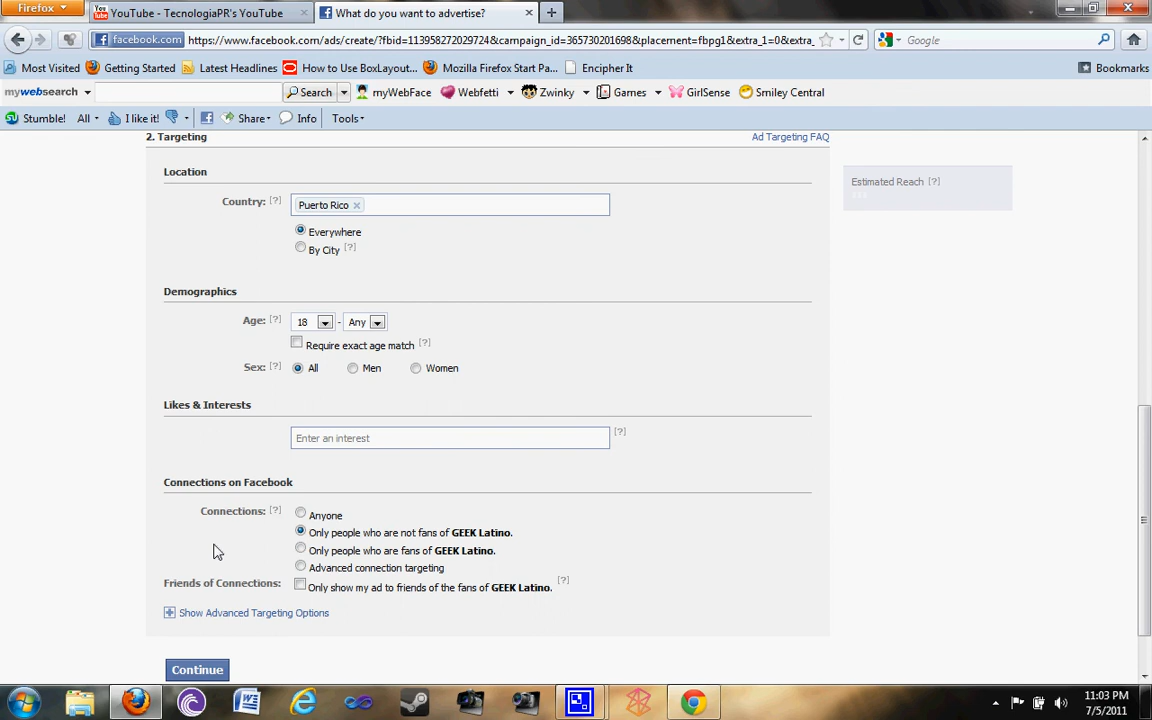 Firefox
YouTube - TecnologiaPR's YouTube
What do you want to advertise?
facebook.com
https://www.facebook.com/ads/create/?fbid=113958272029724&campaign_id=365730201698&placement=fbpg1&extra_1=0&extra_
Google
Most Visited Getting Started Latest Headlines How to Use BoxLayout... Mozilla Firefox Start Pa... Encipher It Bookmarks
mywebsearch Search myWebFace Webfetti Zwinky Games GirlSense Smiley Central
Stumble! All I like it! Share Info Tools
2. Targeting Ad Targeting FAQ
Location
Estimated Reach [?]
Country: [?] Puerto Rico x
Everywhere
By City [?]
Demographics
Age: [?] 18 - Any
Require exact age match [?]
Sex: [?] All Men Women
Likes & Interests
Enter an interest [?]
Connections on Facebook
Connections: [?] Anyone
Only people who are not fans of GEEK Latino.
Only people who are fans of GEEK Latino.
Advanced connection targeting
Friends of Connections: Only show my ad to friends of the fans of GEEK Latino. [?]
Show Advanced Targeting Options
Continue
11:03 PM
7/5/2011